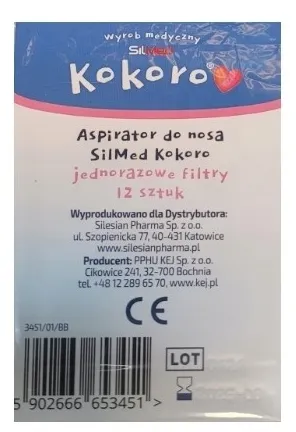 Wyrób medyczny
SilMed
Kokoro®
Aspirator do nosa
SilMed Kokoro
jednorazowe filtry
12 sztuk
Wyprodukowano dla Dystrybutora:
Silesian Pharma Sp. z o.o.
ul. Szopienicka 77, 40-431 Katowice
www.silesianpharma.pl
Producent: PPHU KEJ Sp. z o.o.
Cikowice 241, 32-700 Bochnia
tel. +48 12 289 65 70, www.kej.pl
CE
3451/01/BB
LOT
5 902666 653451 >